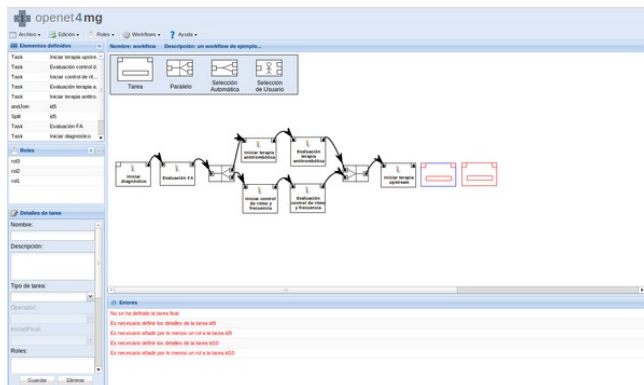 openet4mg
Archivo
Edición
Roles
Workflows
Ayuda
Elementos definidos
Task Iniciar terapia upstre...
Task Evaluación control d...
Task Iniciar control de rit...
Task Evaluación terapia a...
Task Iniciar terapia antitro...
andJoin id5
Split id5
Task Evaluación FA
Task Iniciar diagnóstico
Roles
rol3
rol2
rol1
Detalles de tarea
Nombre:
Descripción:
Tipo de tarea:
Operador:
Inicial/Final:
Roles:
Guardar
Eliminar
Nombre: workflow Descripción: un workflow de ejemplo...
Tarea
Paralelo
Selección
Automática
Selección
de Usuario
Iniciar
diagnóstico
Evaluación FA
Iniciar terapia
antitrombótica
Evaluación
terapia
antitrombótica
Iniciar control
de ritmo y
frecuencia
Evaluación
control de ritmo
y frecuencia
Iniciar terapia
upstream
Errores
No se ha definido la tarea final
Es necesario definir los detalles de la tarea id9
Es necesario añadir por lo menos un rol a la tarea id9
Es necesario definir los detalles de la tarea id10
Es necesario añadir por lo menos un rol a la tarea id10